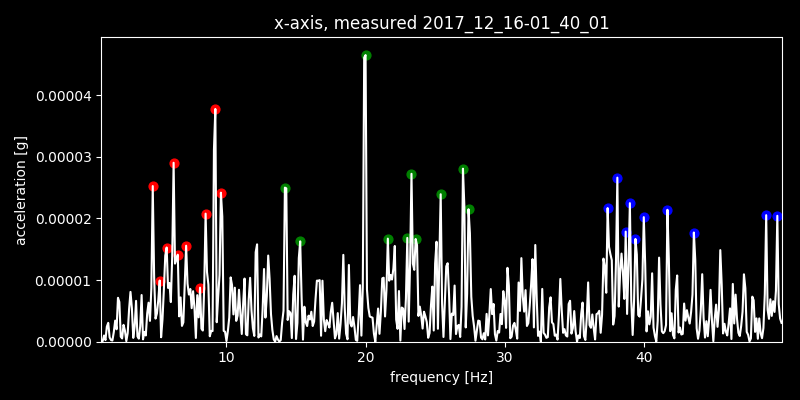 x-axis, measured 2017_12_16-01_40_01
acceleration [g]
0.00004
0.00003
0.00002
0.00001
0.00000
10 20 30 40
frequency [Hz]